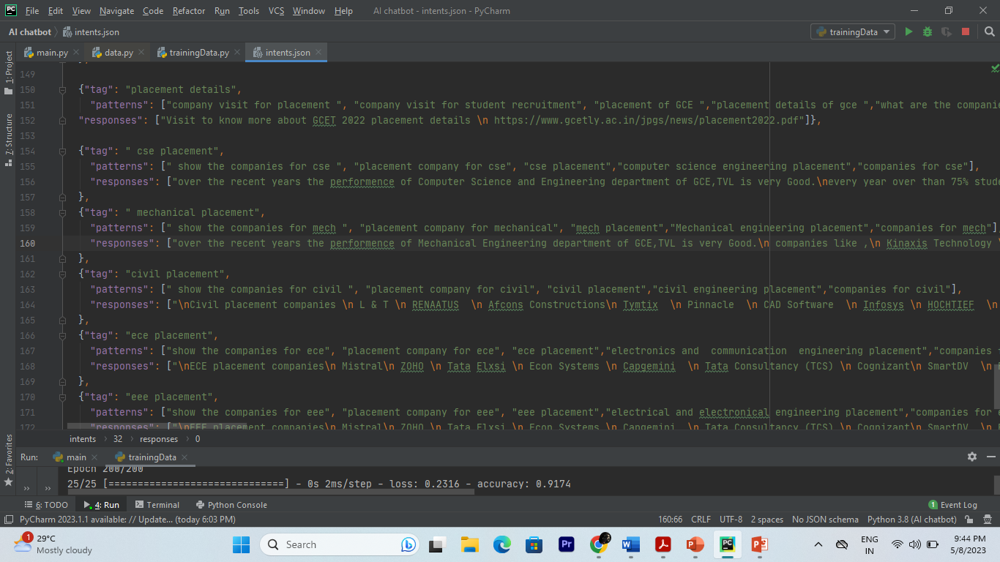 File Edit View Navigate Code Refactor Run Tools VCS Window Help AI chatbot - intents.json - PyCharm
AI chatbot intents.json trainingData
main.py data.py trainingData.py intents.json
1: Project
7: Structure
2: Favorites
149
150 {"tag": "placement details",
151 "patterns": ["company visit for placement ", "company visit for student recruitment", "placement of GCE ","placement details of gce ","what are the companie
152 "responses": ["Visit to know more about GCET 2022 placement details \n https://www.gcetly.ac.in/jpgs/news/placement2022.pdf"]},
153
154 {"tag": " cse placement",
155 "patterns": [" show the companies for cse ", "placement company for cse", "cse placement","computer science engineering placement","companies for cse"],
156 "responses": ["over the recent years the performence of Computer Science and Engineering department of GCE,TVL is very Good.\nevery year over than 75% stude
157 },
158 {"tag": " mechanical placement",
159 "patterns": [" show the companies for mech ", "placement company for mechanical", "mech placement","Mechanical engineering placement","companies for mech"],
160 "responses": ["over the recent years the performence of Mechanical Engineering department of GCE,TVL is very Good.\n companies like ,\n Kinaxis Technology
161 },
162 {"tag": "civil placement",
163 "patterns": [" show the companies for civil ", "placement company for civil", "civil placement","civil engineering placement","companies for civil"],
164 "responses": ["\nCivil placement companies \n L & T \n RENAATUS \n Afcons Constructions\n Tymtix \n Pinnacle \n CAD Software \n Infosys \n HOCHTIEF \n
165 },
166 {"tag": "ece placement",
167 "patterns": ["show the companies for ece", "placement company for ece", "ece placement","electronics and communication engineering placement","companies
168 "responses": ["\nECE placement companies\n Mistral\n ZOHO \n Tata Elxsi \n Econ Systems \n Capgemini \n Tata Consultancy (TCS) \n Cognizant\n SmartDV \n
169 },
170 {"tag": "eee placement",
171 "patterns": ["show the companies for eee", "placement company for eee", "eee placement","electrical and electronical engineering placement","companies for
172 "responses": ["\nEEE placement companies\n Mistral\n ZOHO \n Tata Elxsi \n Econ Systems \n Capgemini \n Tata Consultancy (TCS) \n Cognizant\n SmartDV \n
intents 32 responses 0
Run: main trainingData
Epoch 200/200
25/25 [==============================] - 0s 2ms/step - loss: 0.2316 - accuracy: 0.9174
6: TODO 4: Run Terminal Python Console 1 Event Log
PyCharm 2023.1.1 available: // Update... (today 6:03 PM) 160:66 CRLF UTF-8 2 spaces No JSON schema Python 3.8 (AI chatbot)
1 29°C
Mostly cloudy
Search
ENG
IN
9:44 PM
5/8/2023